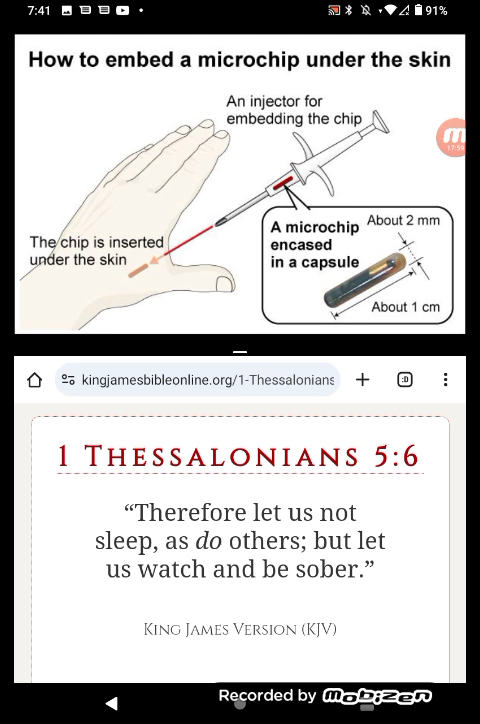 7:41
91%
How to embed a microchip under the skin
An injector for
embedding the chip
17:59
The chip is inserted
under the skin
A microchip
encased
in a capsule
About 2 mm
About 1 cm
kingjamesbibleonline.org/1-Thessalonians
:D
1 THESSALONIANS 5:6
“Therefore let us not
sleep, as do others; but let
us watch and be sober.”
KING JAMES VERSION (KJV)
Recorded by mobizen